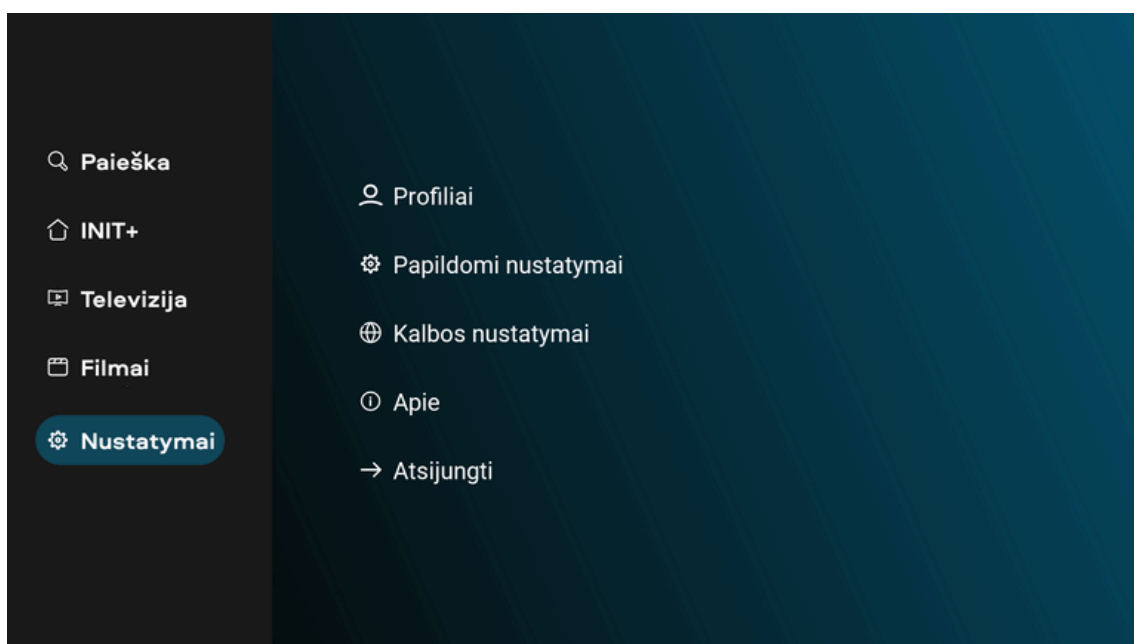 Paieška
INIT+
Televizija
Filmai
Nustatymai
Profiliai
Papildomi nustatymai
Kalbos nustatymai
Apie
Atsijungti